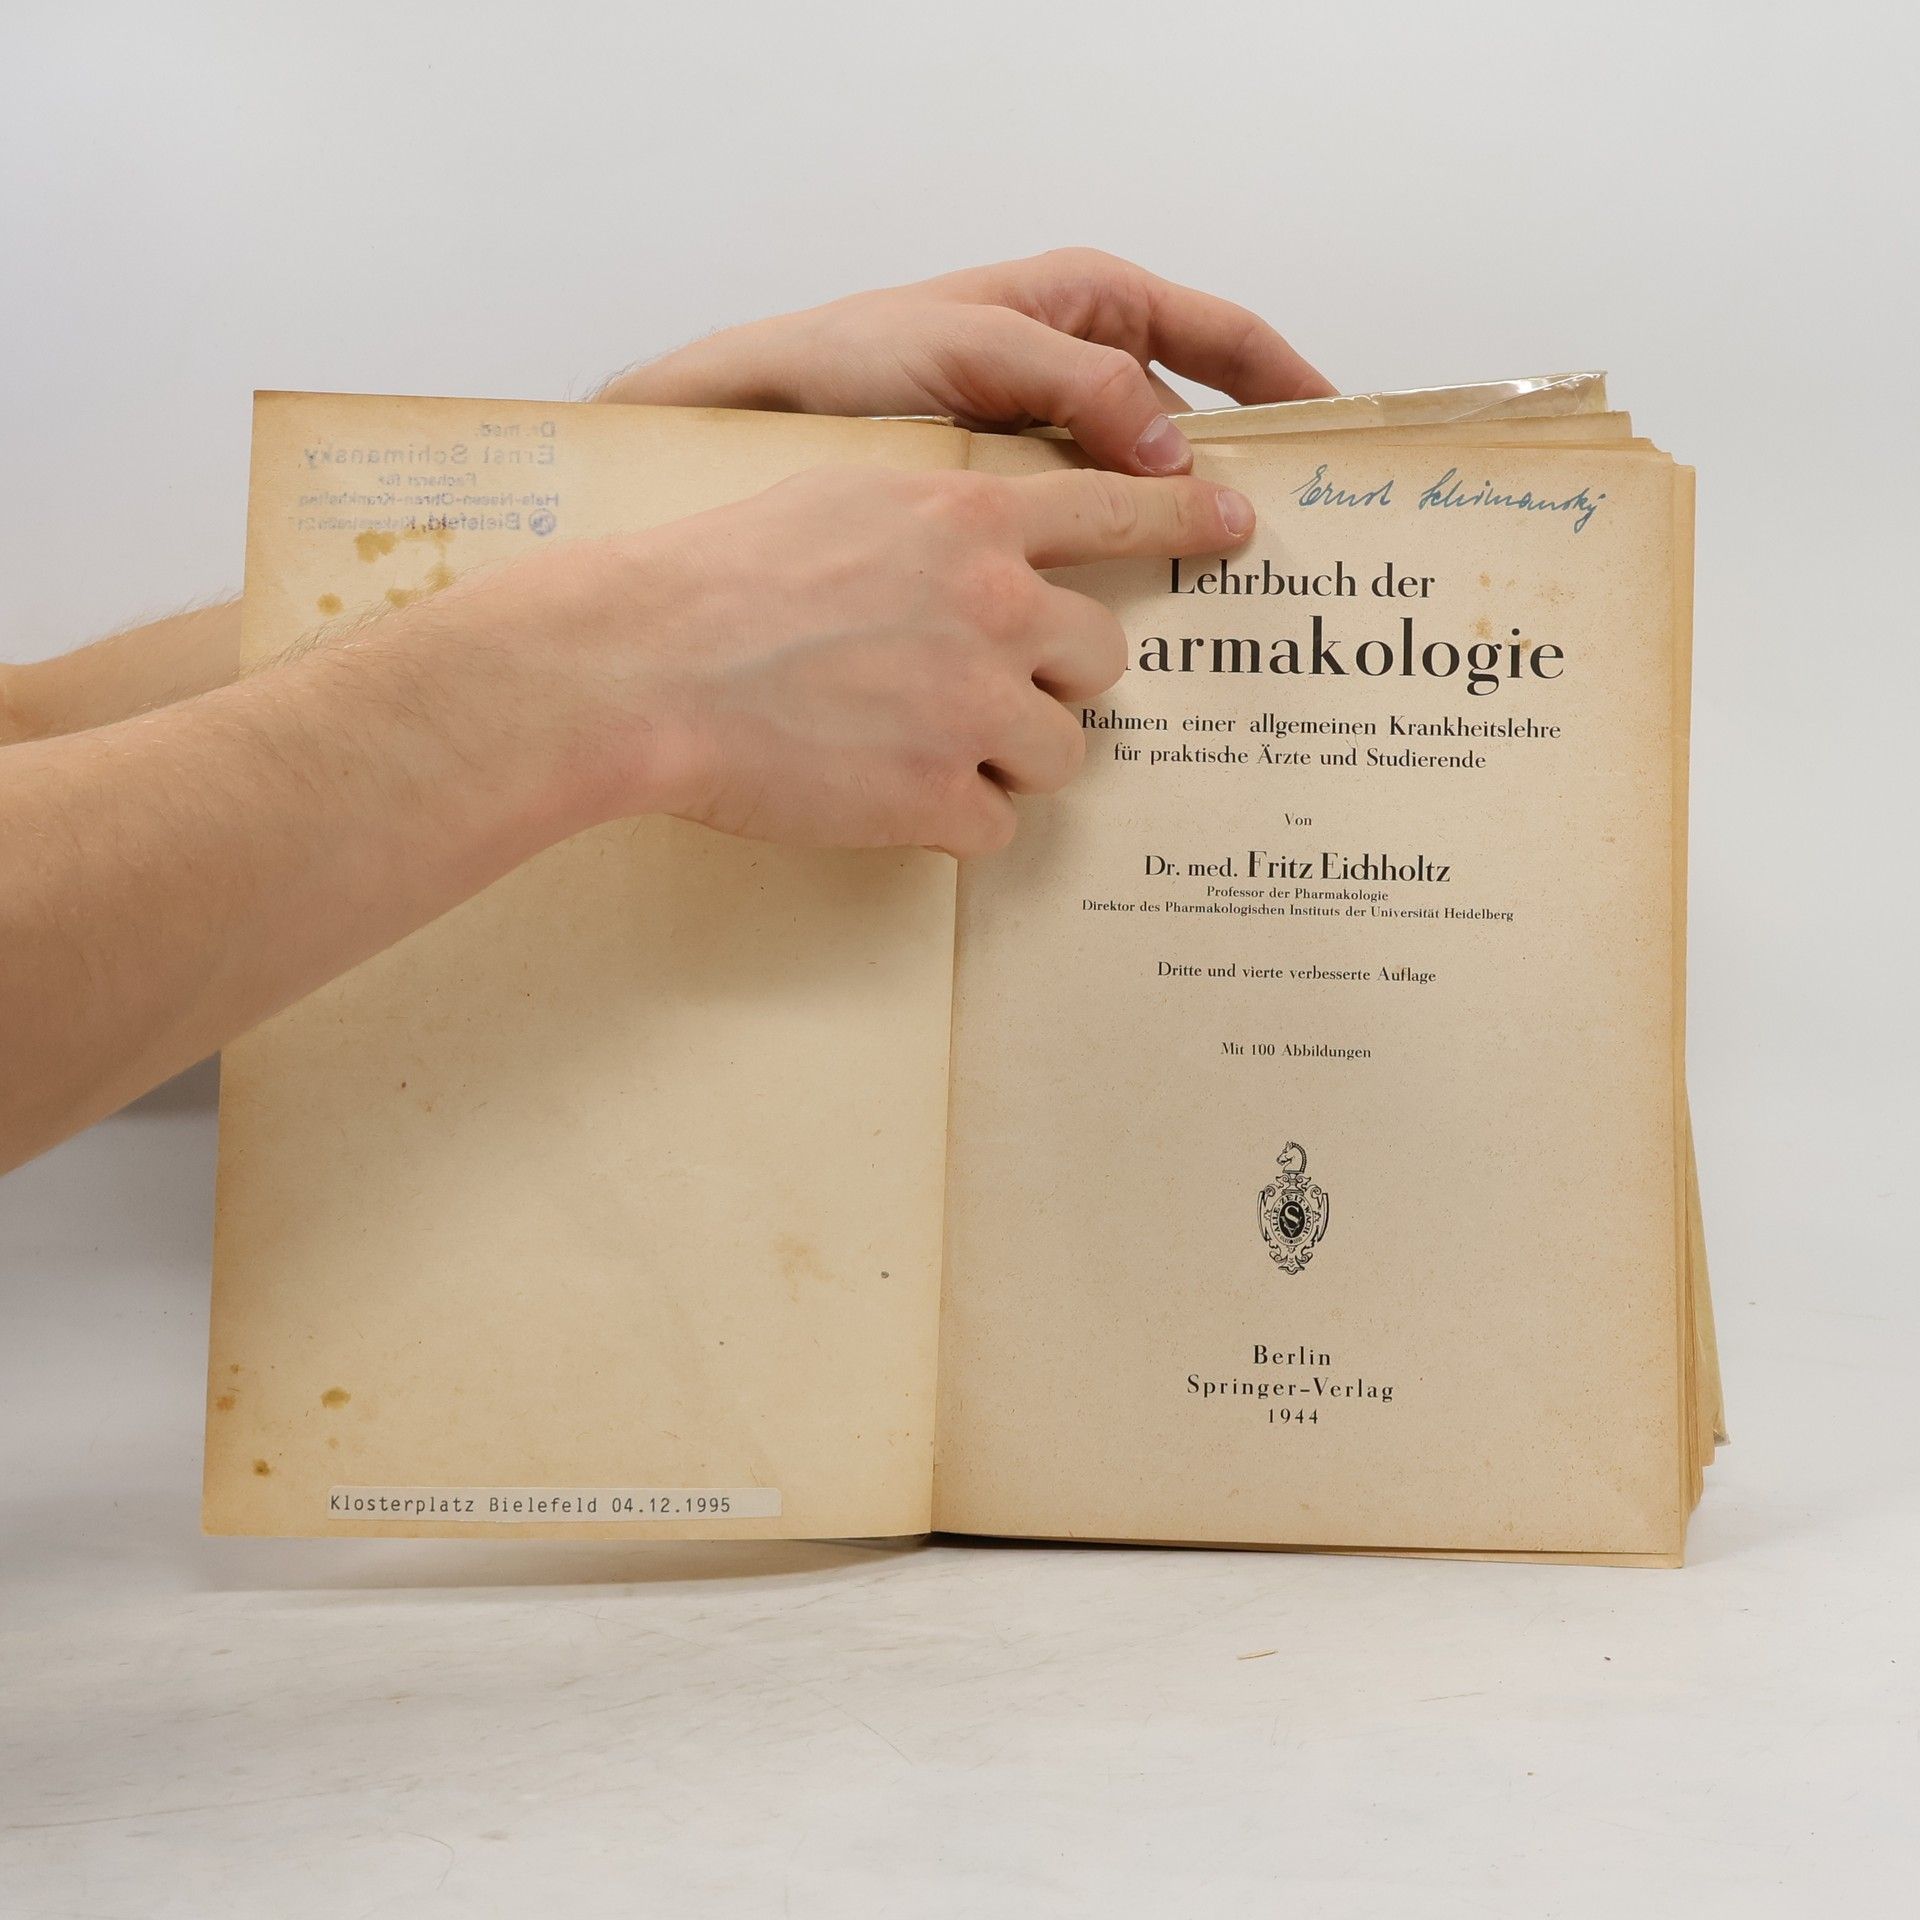 Dr. med.
Ernst Schimansky
Facharzt für
Hals-Nasen-Ohren-Krankheiten
Bielefeld,
Klosterplatz Bielefeld 04.12.1995
Ernst Schimansky
Lehrbuch der
armakologie
Rahmen einer allgemeinen Krankheitslehre
für praktische Ärzte und Studierende
Von
Dr. med. Fritz Eichholtz
Professor der Pharmakologie
Direktor des Pharmakologischen Instituts der Universität Heidelberg
Dritte und vierte verbesserte Auflage
Mit 100 Abbildungen
Berlin
Springer-Verlag
1944